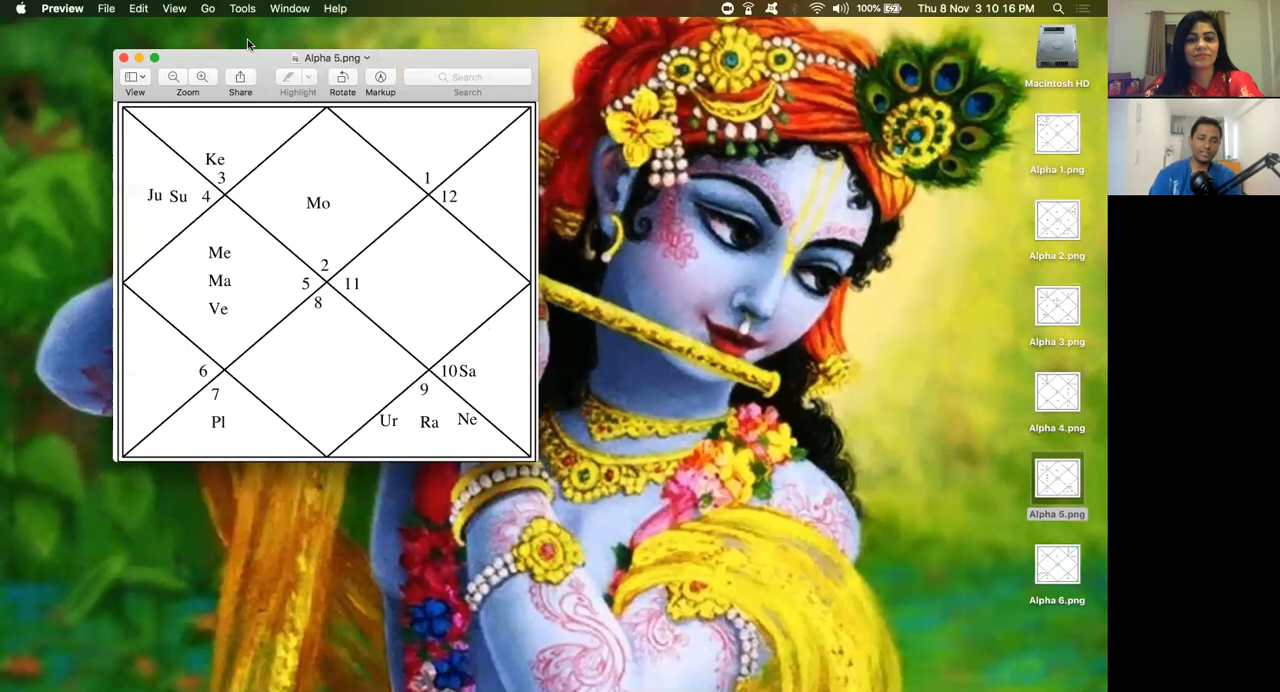 Preview File Edit View Go Tools Window Help 100% Thu 8 Nov 3 10 16 PM
Alpha 5.png
Search
View Zoom Share Highlight Rotate Markup Search
Ke
3 1
Ju Su 4 12
Mo
Me
2
Ma 5 11
8
Ve
6 10 Sa
7 9
Pl Ur Ra Ne
Macintosh HD
Alpha 1.png
Alpha 2.png
Alpha 3.png
Alpha 4.png
Alpha 5.png
Alpha 6.png